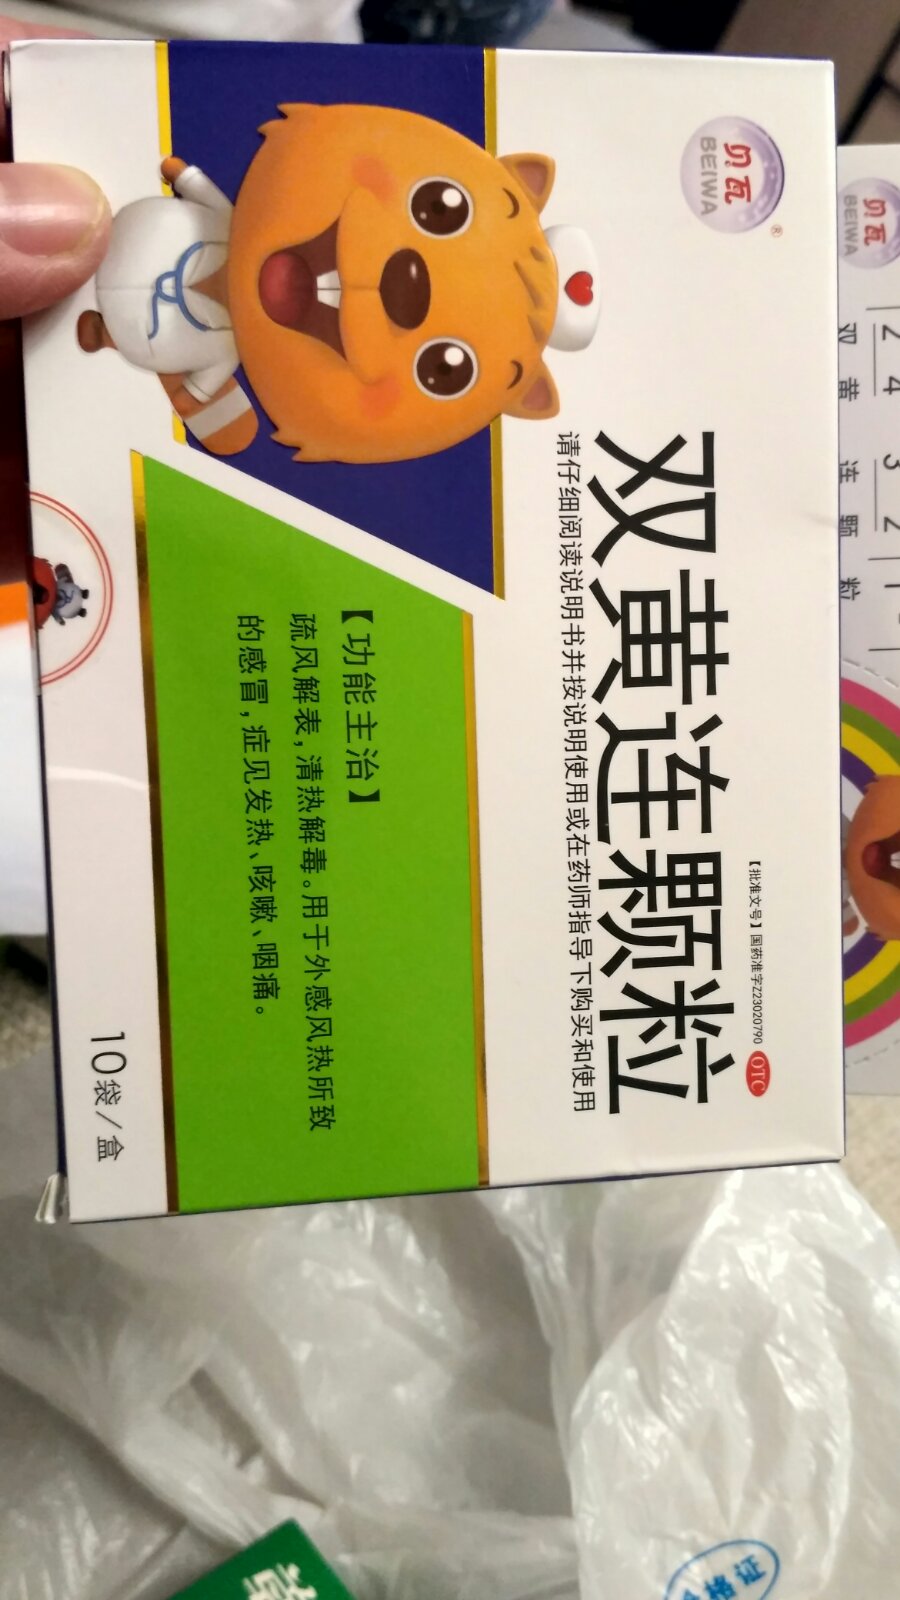 贝瓦
BEIWA
®
【批准文号】国药准字Z23020790 OTC
双黄连颗粒
请仔细阅读说明书并按说明使用或在药师指导下购买和使用
【功能主治】
疏风解表,清热解毒。用于外感风热所致
的感冒,症见发热、咳嗽、咽痛。
10袋/盒
贝瓦
BEIWA
双黄连颗粒
格证